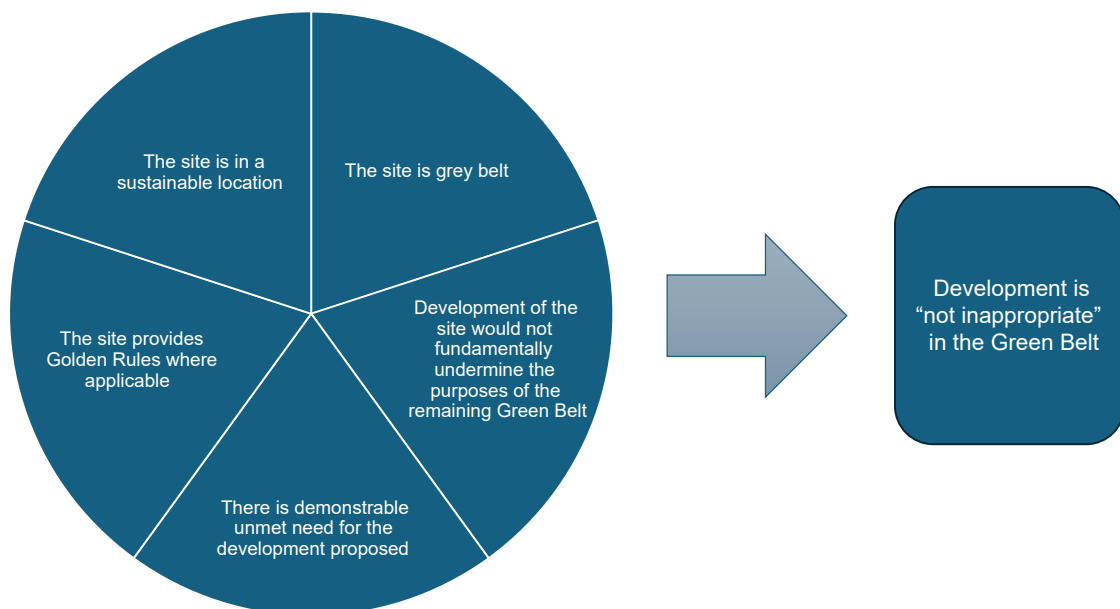 The site is in a
sustainable location
The site is grey belt
Development of the
site would not
fundamentally
undermine the
purposes of the
remaining Green Belt
There is demonstrable
unmet need for the
development proposed
The site provides
Golden Rules where
applicable
Development is
“not inappropriate”
in the Green Belt